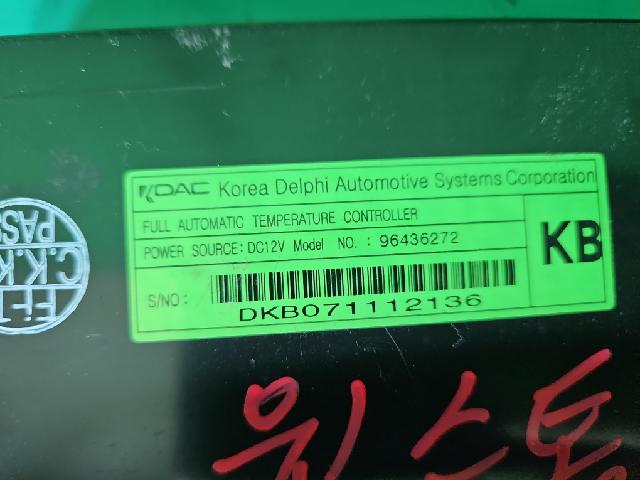 KDAC Korea Delphi Automotive Systems Corporation
FULL AUTOMATIC TEMPERATURE CONTROLLER
POWER SOURCE: DC12V Model NO. : 96436272
KB
S/NO :
DKB071112136
윈스톰